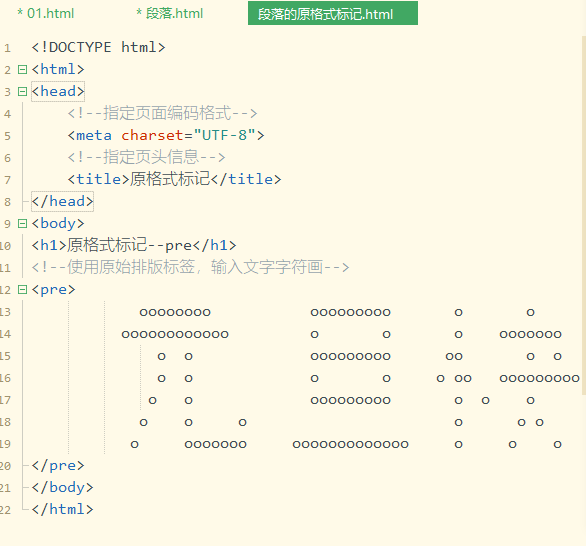 * 01.html * 段落.html 段落的原格式标记.html
1 <!DOCTYPE html>
2 <html>
3 <head>
4     <!--指定页面编码格式-->
5     <meta charset="UTF-8">
6     <!--指定页头信息-->
7     <title>原格式标记</title>
8 </head>
9 <body>
10 <h1>原格式标记--pre</h1>
11 <!--使用原始排版标签，输入文字字符画-->
12 <pre>
13             oooooooo           ooooooooo       o       o
14           oooooooooooo         o       o       o    ooooooo
15               o  o             ooooooooo      oo       o  o
16               o  o             o       o     o oo   ooooooooo
17              o   o             ooooooooo       o  o    o
18             o    o     o                       o      o o
19            o     ooooooo     ooooooooooooo     o     o    o
20 </pre>
21 </body>
22 </html>